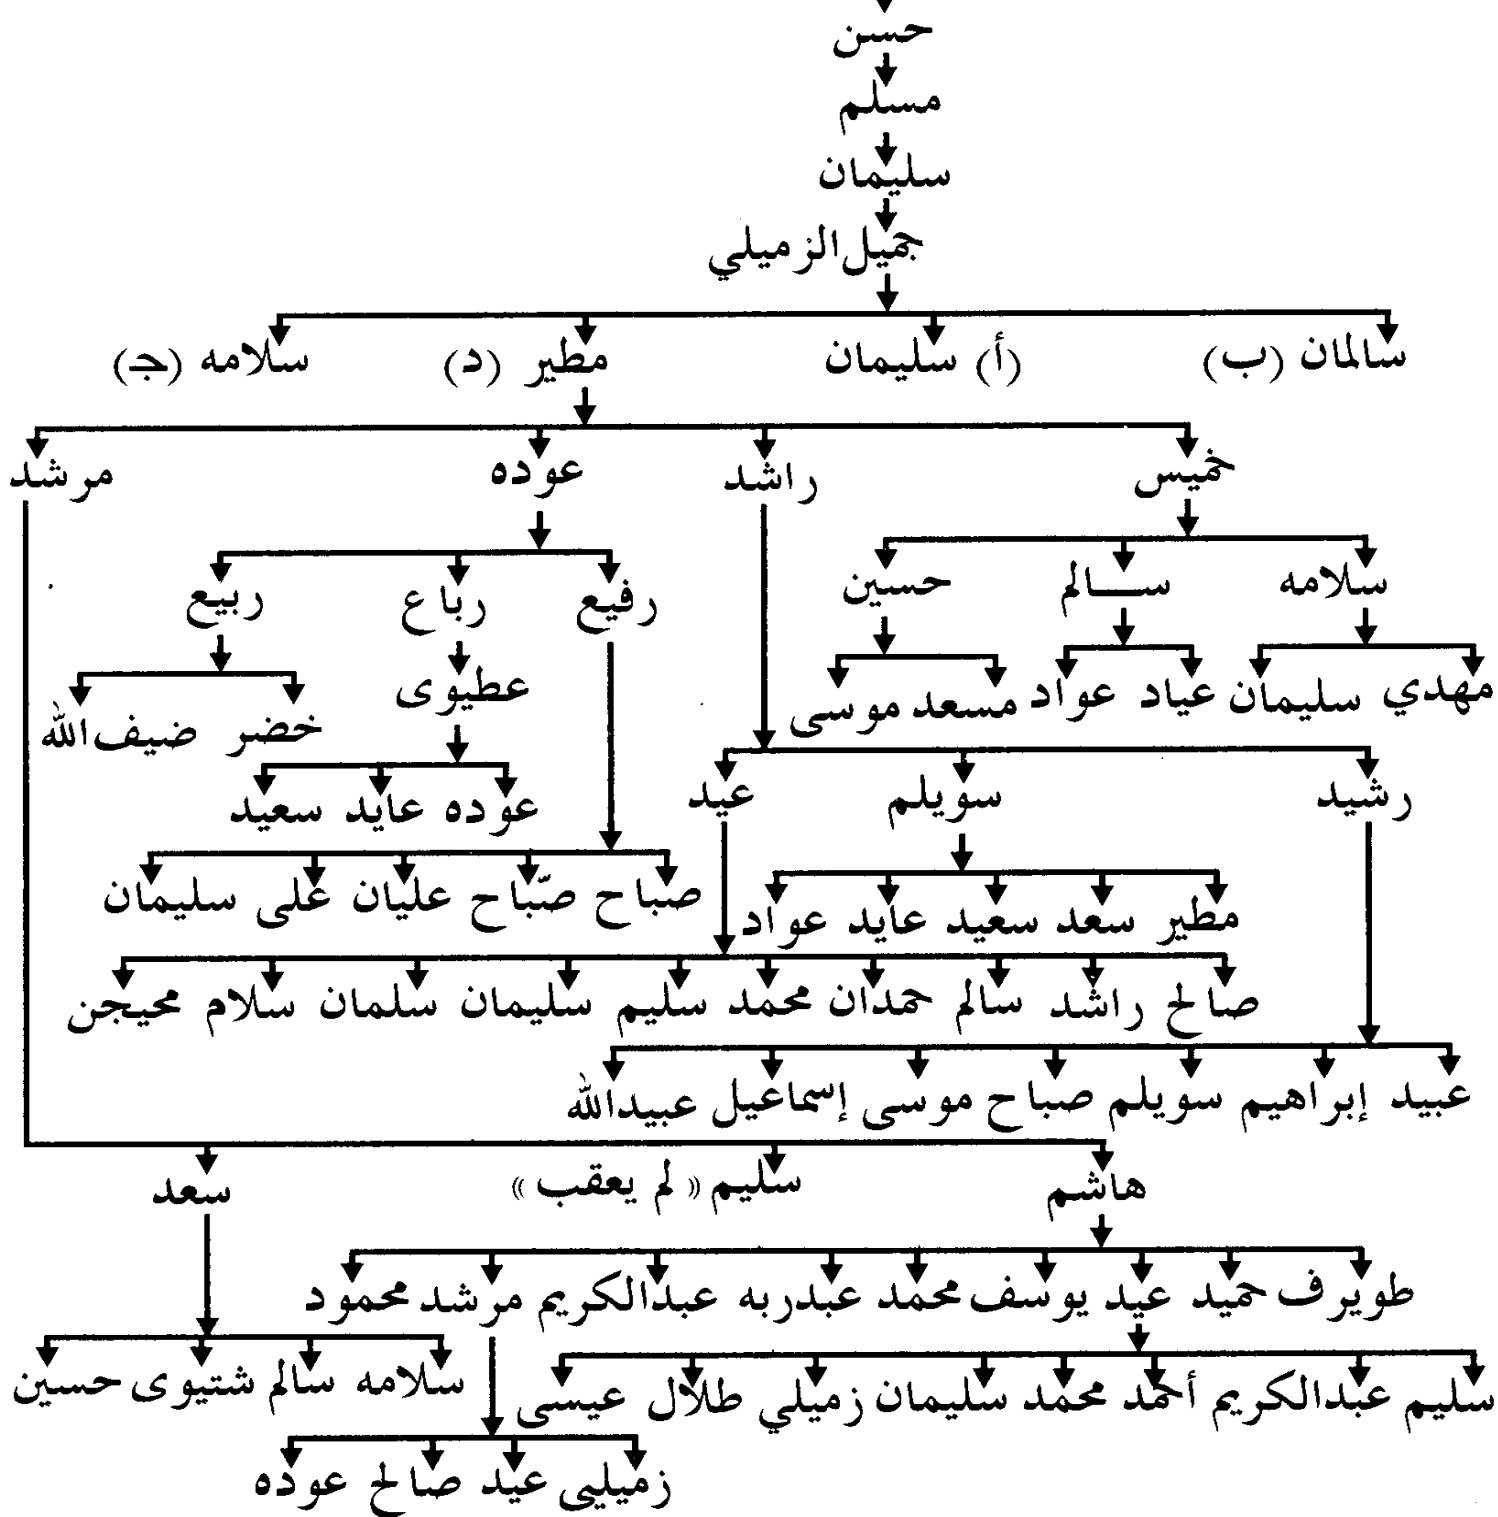 حسن
مسلم
سليمان
جميل الزميلي
سالمان (ب) (أ) سليمان مطير (د) سلامه (جـ)
خميس راشد عوده مرشد
سلامه سالم حسين رفيع رباع ربيع
مهدي سليمان عياد عواد مسعد موسى عطيوى خضر ضيف الله
رشيد سويلم عيد عوده عايد سعيد
صباح صّباح عليان على سليمان
مطير سعد سعيد عايد عواد
صالح راشد سالم حمدان محمد سليم سليمان سلمان سلام محيجن
عبيد إبراهيم سويلم صباح موسى إسماعيل عبيدالله
هاشم سليم « لم يعقب » سعد
طويرف حميد عيد يوسف محمد عبدربه عبدالكريم مرشد محمود
سلامه سالم شتيوى حسين
سليم عبدالكريم أحمد محمد سليمان زميلي طلال عيسى
زميلى عيد صالح عوده